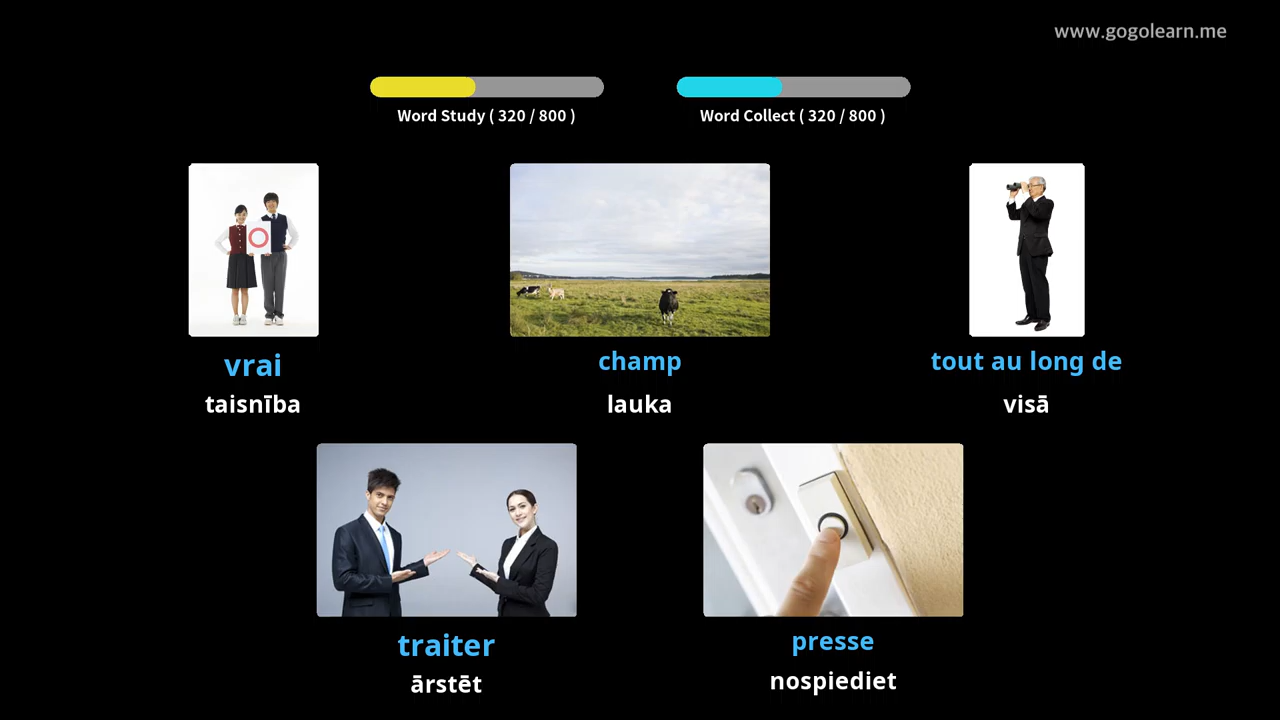 www.gogolearn.me
Word Study ( 320 / 800 )
Word Collect ( 320 / 800 )
vrai
champ
tout au long de
taisnība
lauka
visā
traiter
presse
ārstēt
nospiediet